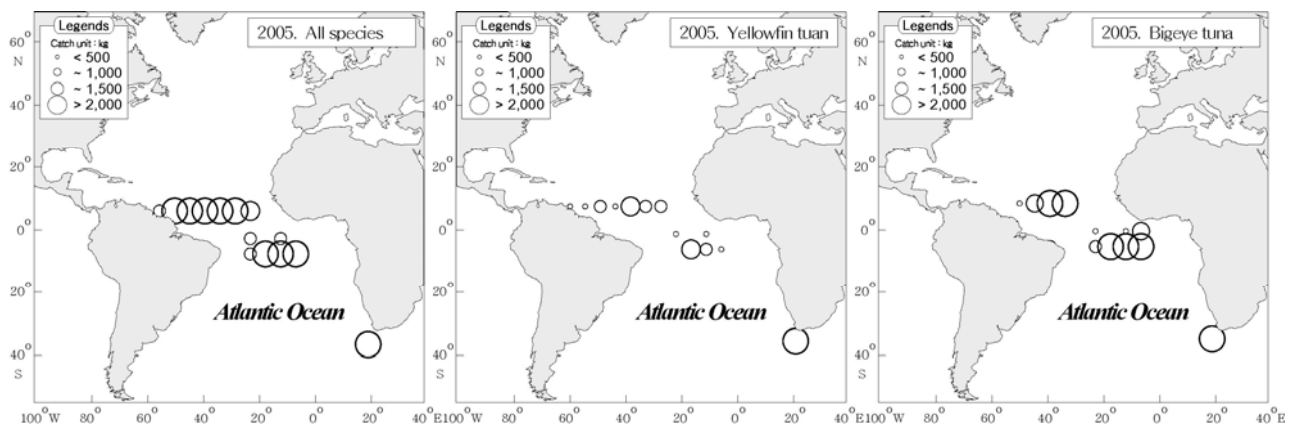 Legends
Catch unit : kg
< 500
~ 1,000
~ 1,500
> 2,000
2005. All species
60°
N
40°
20°
0
20°
40°
S
Atlantic Ocean
100°W 80° 60° 40° 20° 0 20° 40°E
Legends
Catch unit : kg
< 500
~ 1,000
~ 1,500
> 2,000
2005. Yellowfin tuan
60°
N
40°
20°
0
20°
40°
S
Atlantic Ocean
100°W 80° 60° 40° 20° 0 20° 40°E
Legends
Catch unit : kg
< 500
~ 1,000
~ 1,500
> 2,000
2005. Bigeye tuna
60°
N
40°
20°
0
20°
40°
S
Atlantic Ocean
100°W 80° 60° 40° 20° 0 20° 40°E